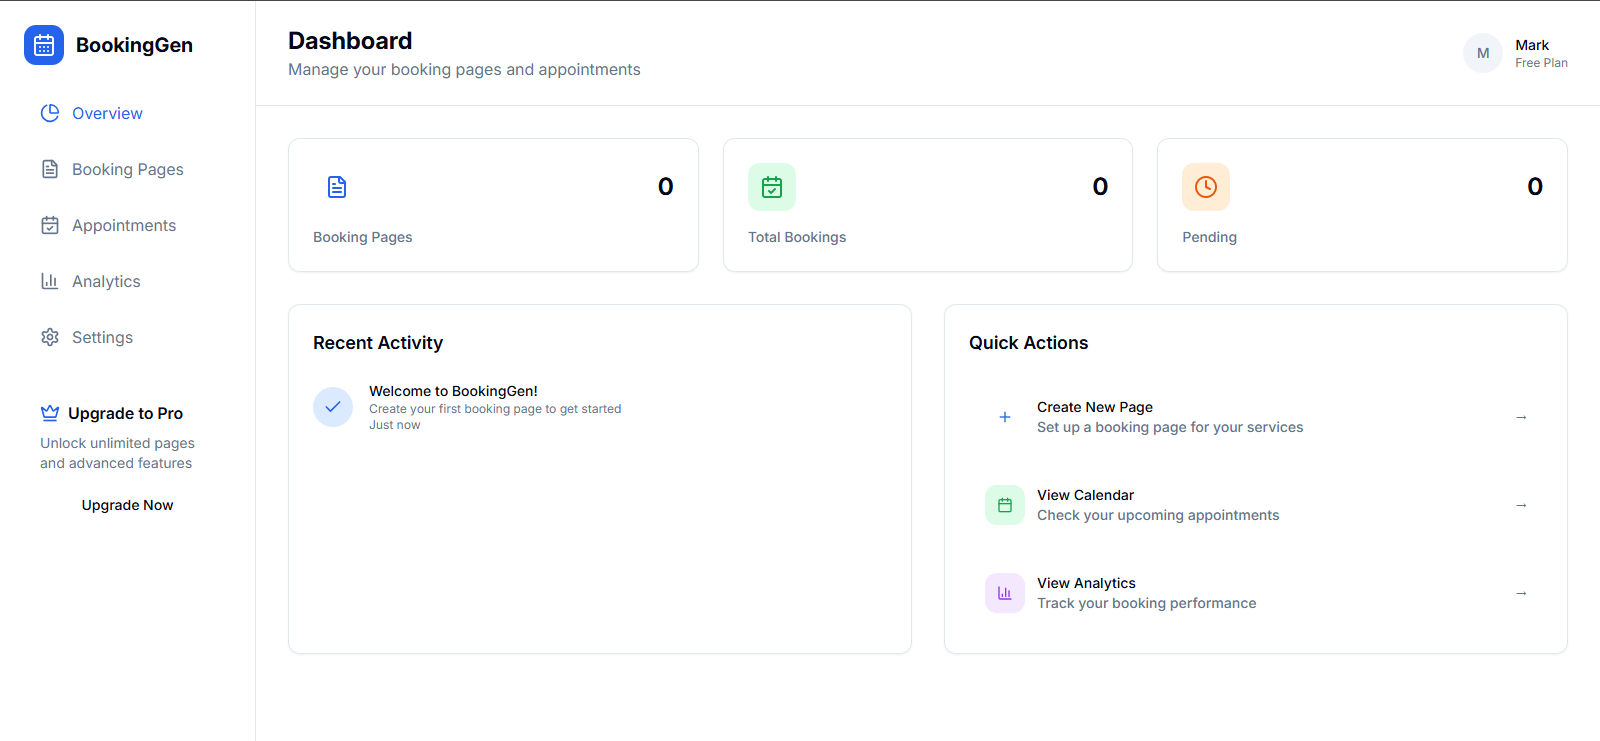 BookingGen
Overview
Booking Pages
Appointments
Analytics
Settings
Upgrade to Pro
Unlock unlimited pages
and advanced features
Upgrade Now
Dashboard
Manage your booking pages and appointments
M
Mark
Free Plan
0
Booking Pages
0
Total Bookings
0
Pending
Recent Activity
Welcome to BookingGen!
Create your first booking page to get started
Just now
Quick Actions
Create New Page
Set up a booking page for your services
→
View Calendar
Check your upcoming appointments
→
View Analytics
Track your booking performance
→